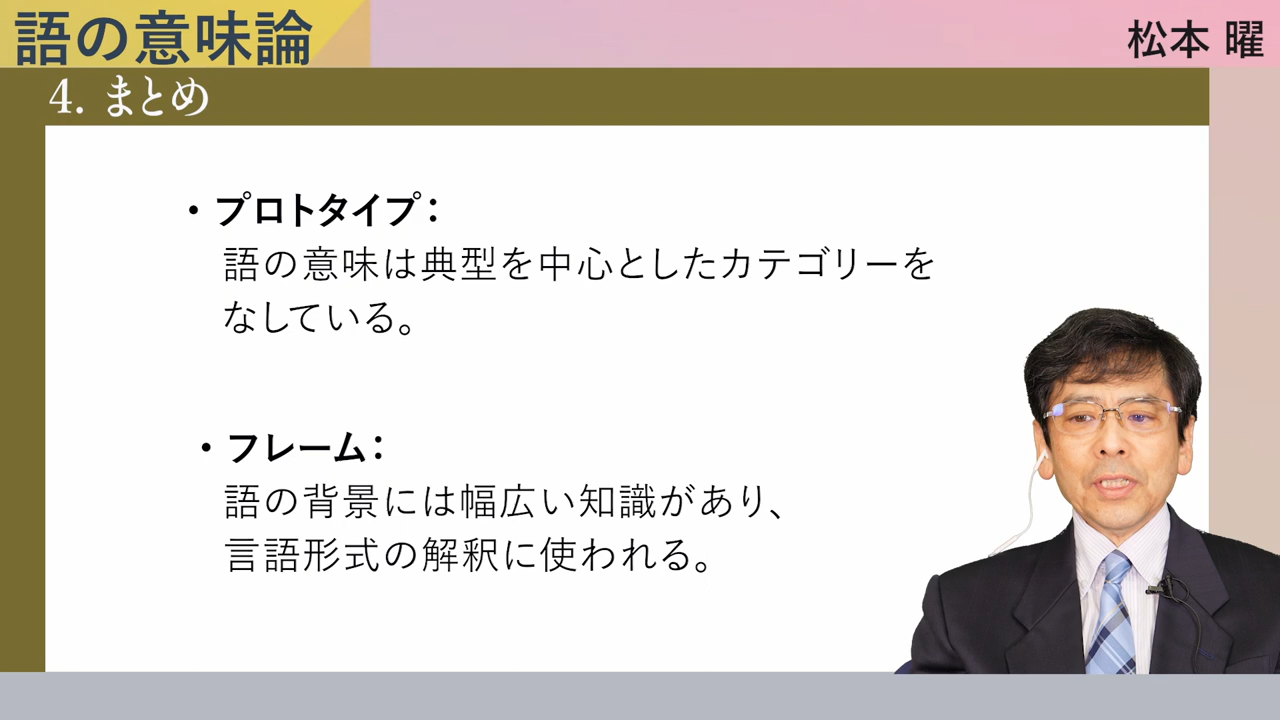 語の意味論
松本 曜
4. まとめ
・プロトタイプ：
語の意味は典型を中心としたカテゴリーを
なしている。
・フレーム：
語の背景には幅広い知識があり、
言語形式の解釈に使われる。